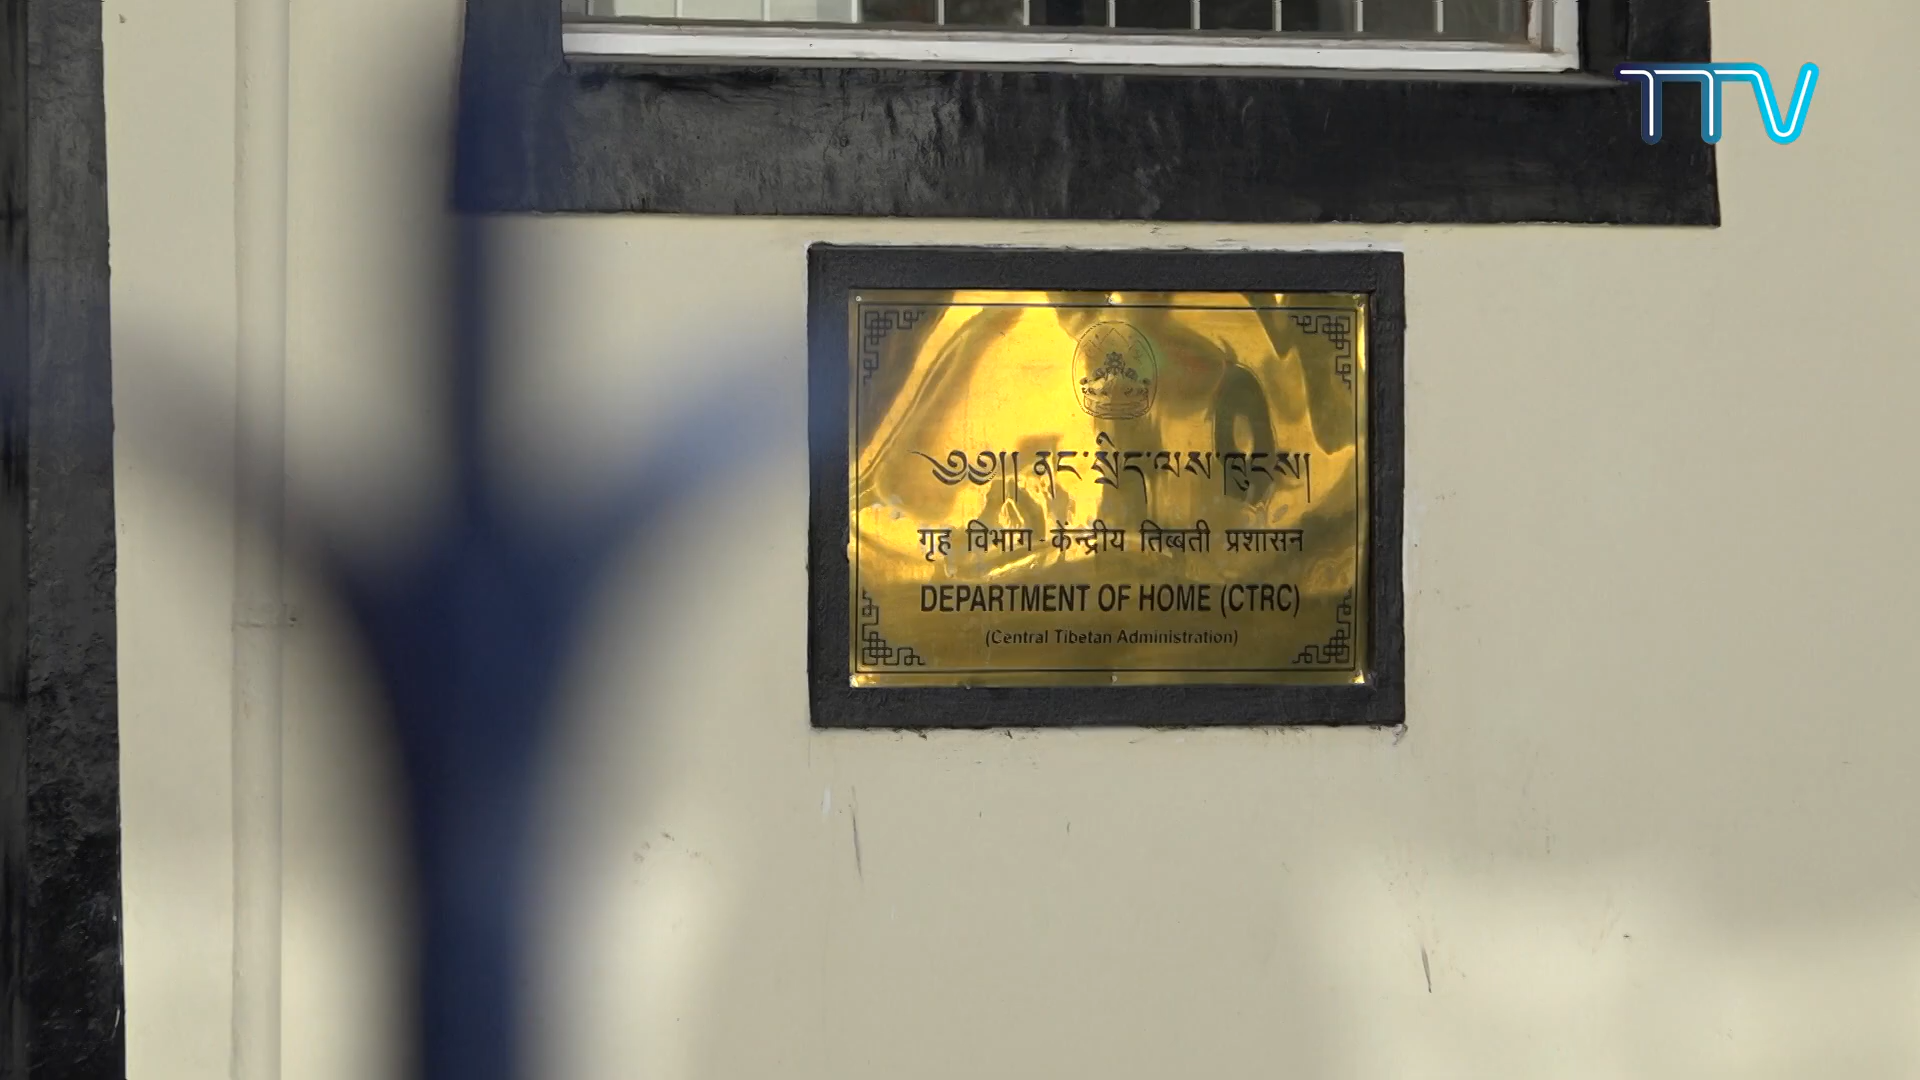 TTV
༄༅།། ནང་སྲིད་ལས་ཁུངས།
गृह विभाग - केंन्द्रीय तिब्बती प्रशासन
DEPARTMENT OF HOME (CTRC)
(Central Tibetan Administration)